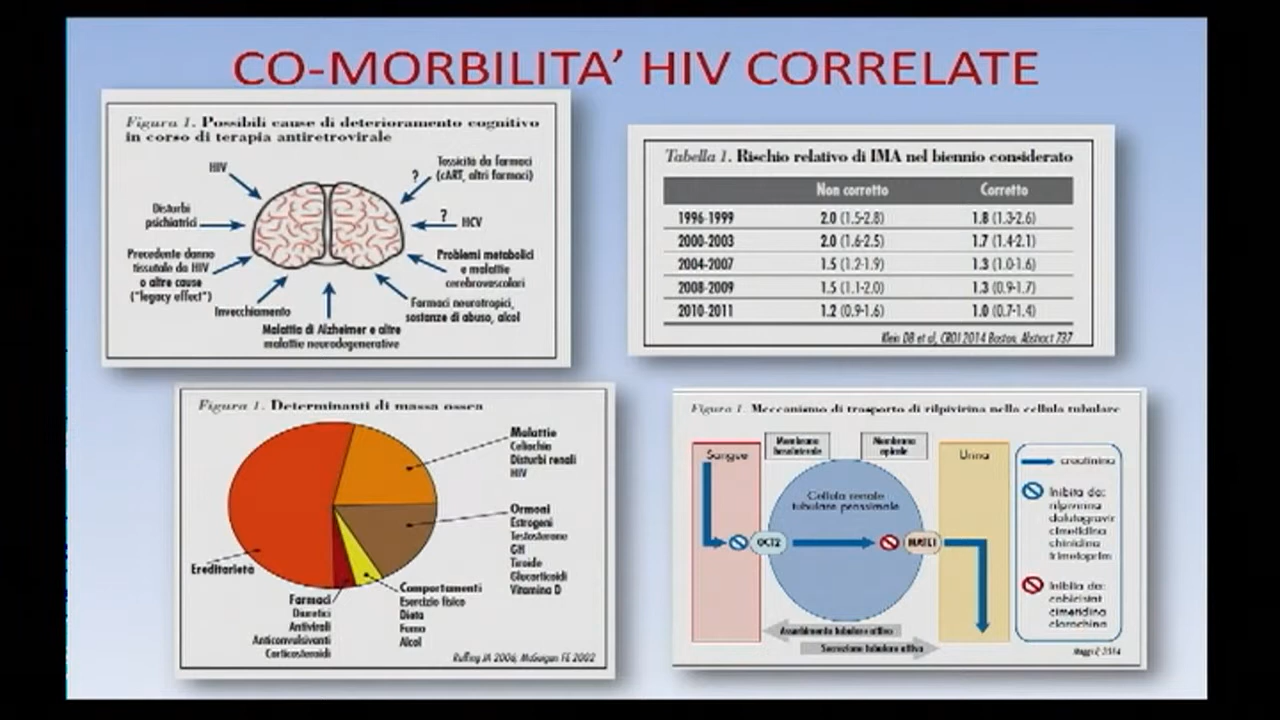 CO-MORBILITA' HIV CORRELATE
Figura 1. Possibili cause di deterioramento cognitivo
in corso di terapia antiretrovirale
HIV
Disturbi
psichiatrici
Precedente danno
tissutale da HIV
o altre cause
("legacy effect")
Invecchiamento
Malattia di Alzheimer e altre
malattie neurodegenerative
Farmaci neurotropici,
sostanze di abuso, alcol
Problemi metabolici
e malattie
cerebrovascolari
?
HCV
?
Tossicità da farmaci
(cART, altri farmaci)
Tabella 1. Rischio relativo di IMA nel biennio considerato
Non corretto Corretto
1996-1999 2.0 (1.5-2.8) 1.8 (1.3-2.6)
2000-2003 2.0 (1.6-2.5) 1.7 (1.4-2.1)
2004-2007 1.5 (1.2-1.9) 1.3 (1.0-1.6)
2008-2009 1.5 (1.1-2.0) 1.3 (0.9-1.7)
2010-2011 1.2 (0.9-1.6) 1.0 (0.7-1.4)
Klein DB et al, CROI 2014 Boston, Abstract 737
Figura 1. Determinanti di massa ossea
Malattie
Celiachia
Disturbi renali
HIV
Ormoni
Estrogeni
Testosterone
GH
Tiroide
Glucorticoidi
Vitamina D
Comportamenti
Esercizio fisico
Dieta
Fumo
Alcol
Farmaci
Diuretici
Antivirali
Anticonvulsivanti
Corticosteroidi
Ereditarietà
Ruffing JA 2006, McGuigan FE 2002
Figura 1. Meccanismo di trasporto di rilpivirina nella cellula tubulare
Sangue
Membrana
basolaterale
Membrana
apicale
Urina
Cellula renale
tubulare prossimale
OCT2
MATE1
Assorbimento tubulare attivo
Secrezione tubulare attiva
creatinina
Inibita da:
rilpivirina
dolutegravir
cimetidina
chinidina
trimetoprim
Inibita da:
cobicistat
cimetidina
clorochina
2014